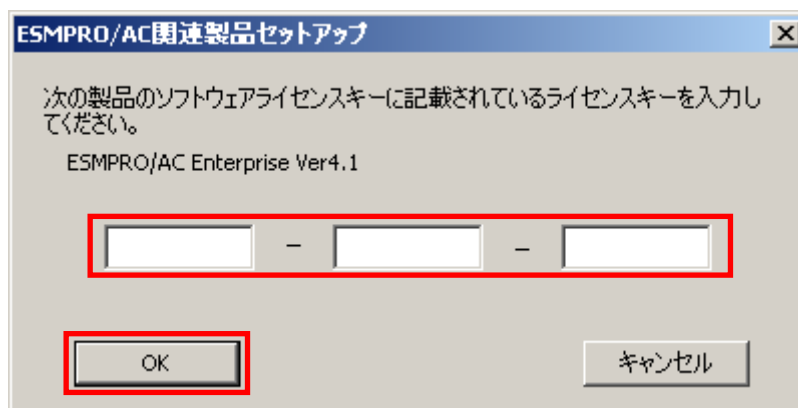 ESMPRO/AC関連製品セットアップ
次の製品のソフトウェアライセンスキーに記載されているライセンスキーを入力し
てください。
ESMPRO/AC Enterprise Ver4.1
– –
OK キャンセル